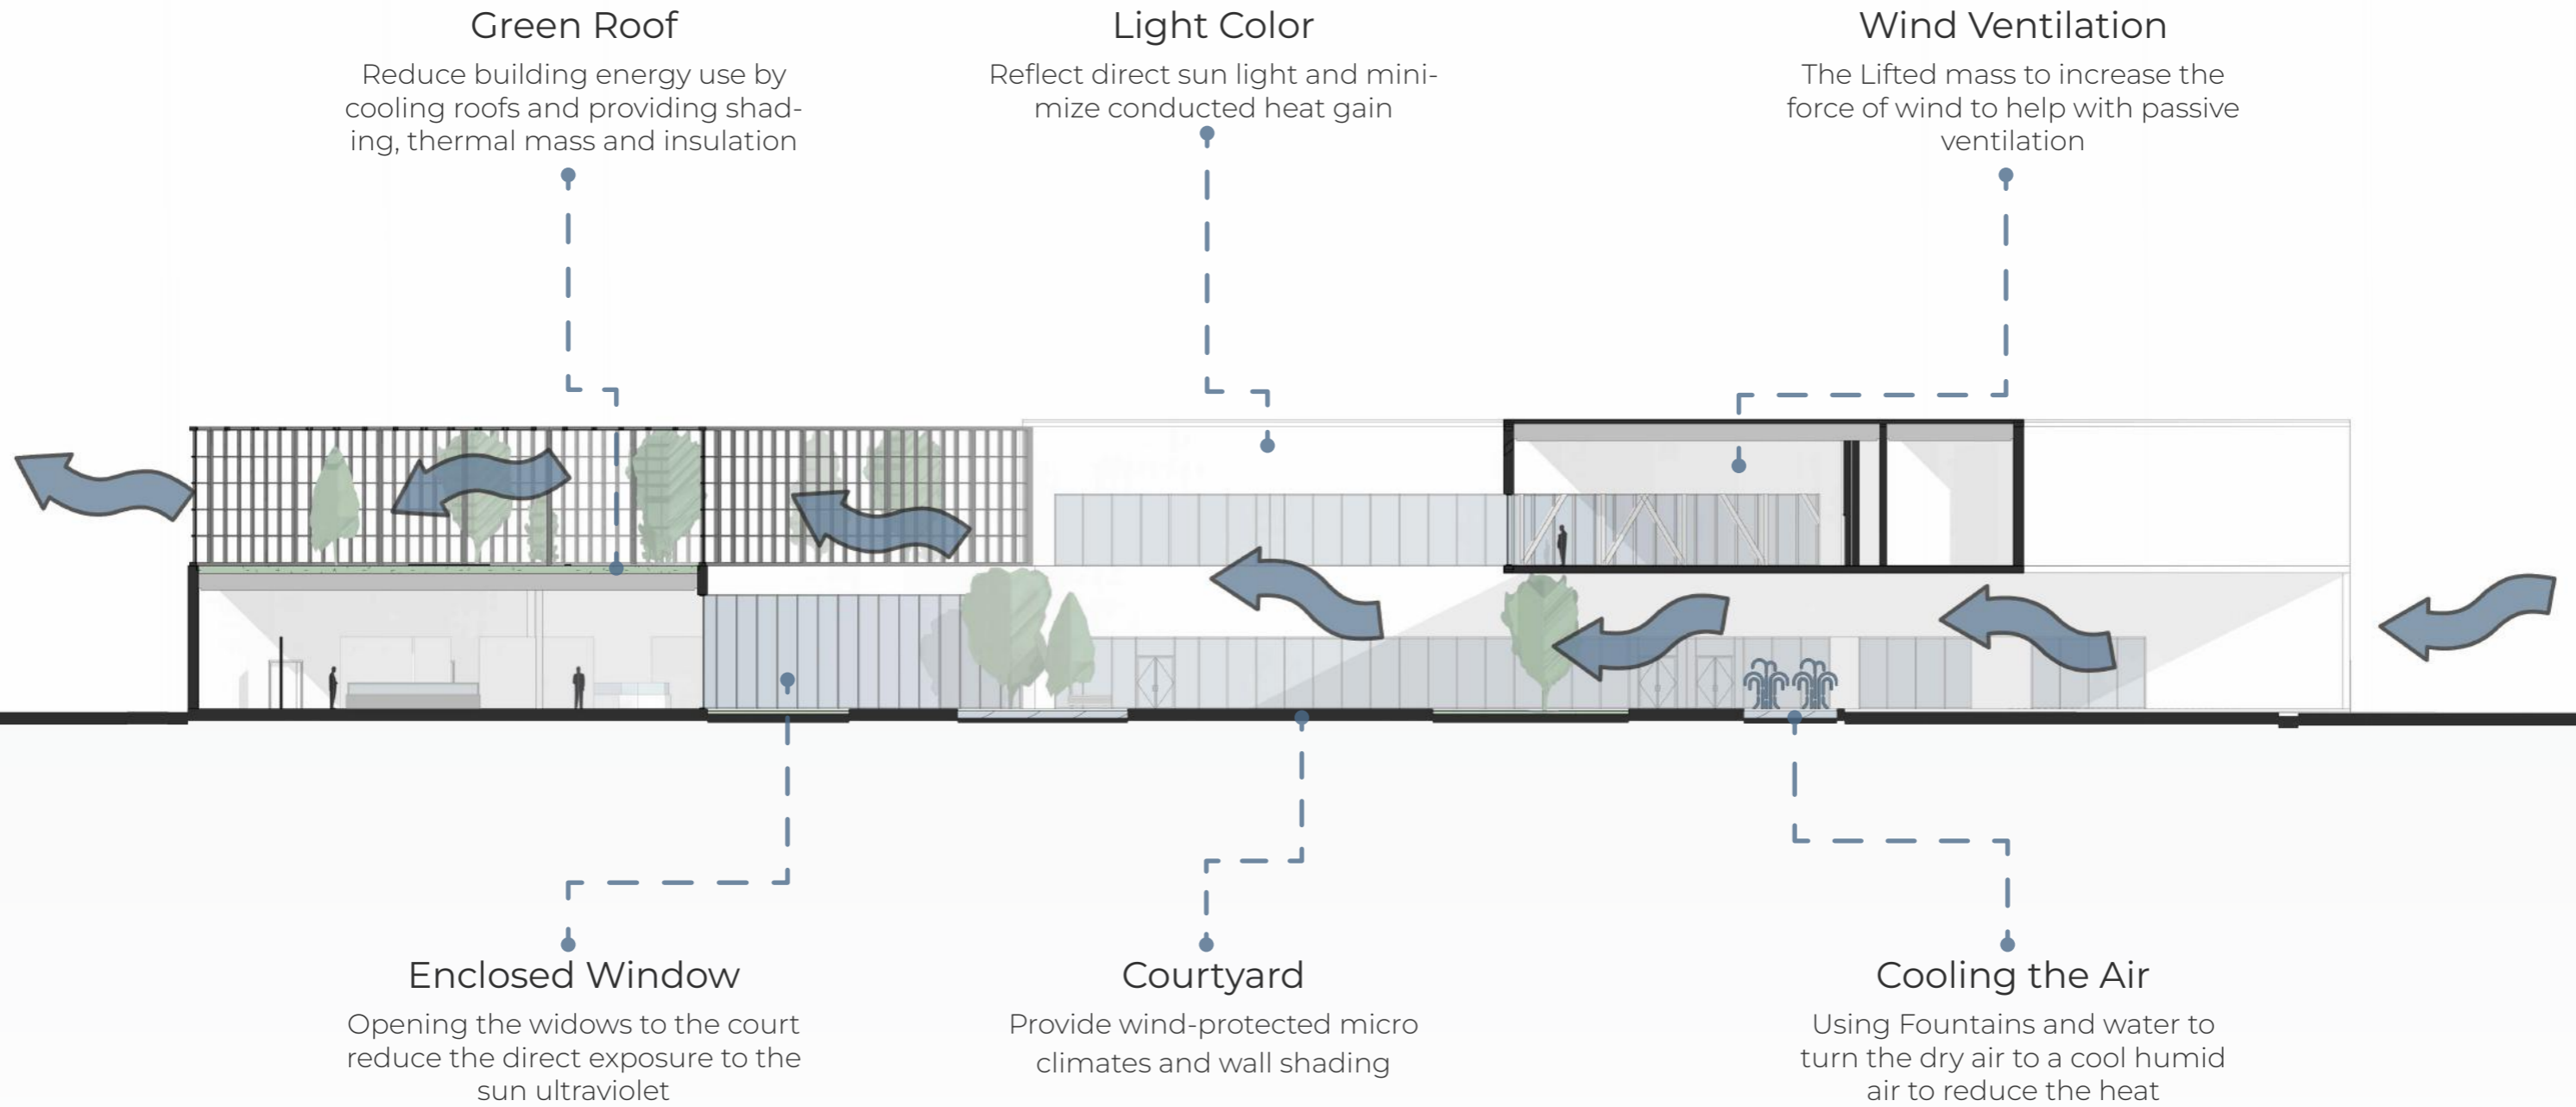 Green Roof
Reduce building energy use by
cooling roofs and providing shad-
ing, thermal mass and insulation
Light Color
Reflect direct sun light and mini-
mize conducted heat gain
Wind Ventilation
The Lifted mass to increase the
force of wind to help with passive
ventilation
Enclosed Window
Opening the widows to the court
reduce the direct exposure to the
sun ultraviolet
Courtyard
Provide wind-protected micro
climates and wall shading
Cooling the Air
Using Fountains and water to
turn the dry air to a cool humid
air to reduce the heat